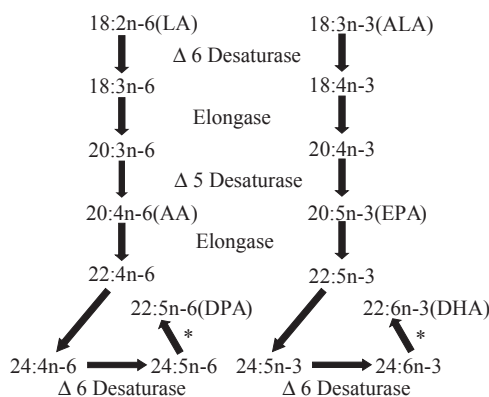 18:2n-6(LA) 18:3n-3(ALA)
Δ 6 Desaturase
18:3n-6 18:4n-3
Elongase
20:3n-6 20:4n-3
Δ 5 Desaturase
20:4n-6(AA) 20:5n-3(EPA)
Elongase
22:4n-6 22:5n-3
22:5n-6(DPA) 22:6n-3(DHA)
* *
24:4n-6 24:5n-6 24:5n-3 24:6n-3
Δ 6 Desaturase Δ 6 Desaturase